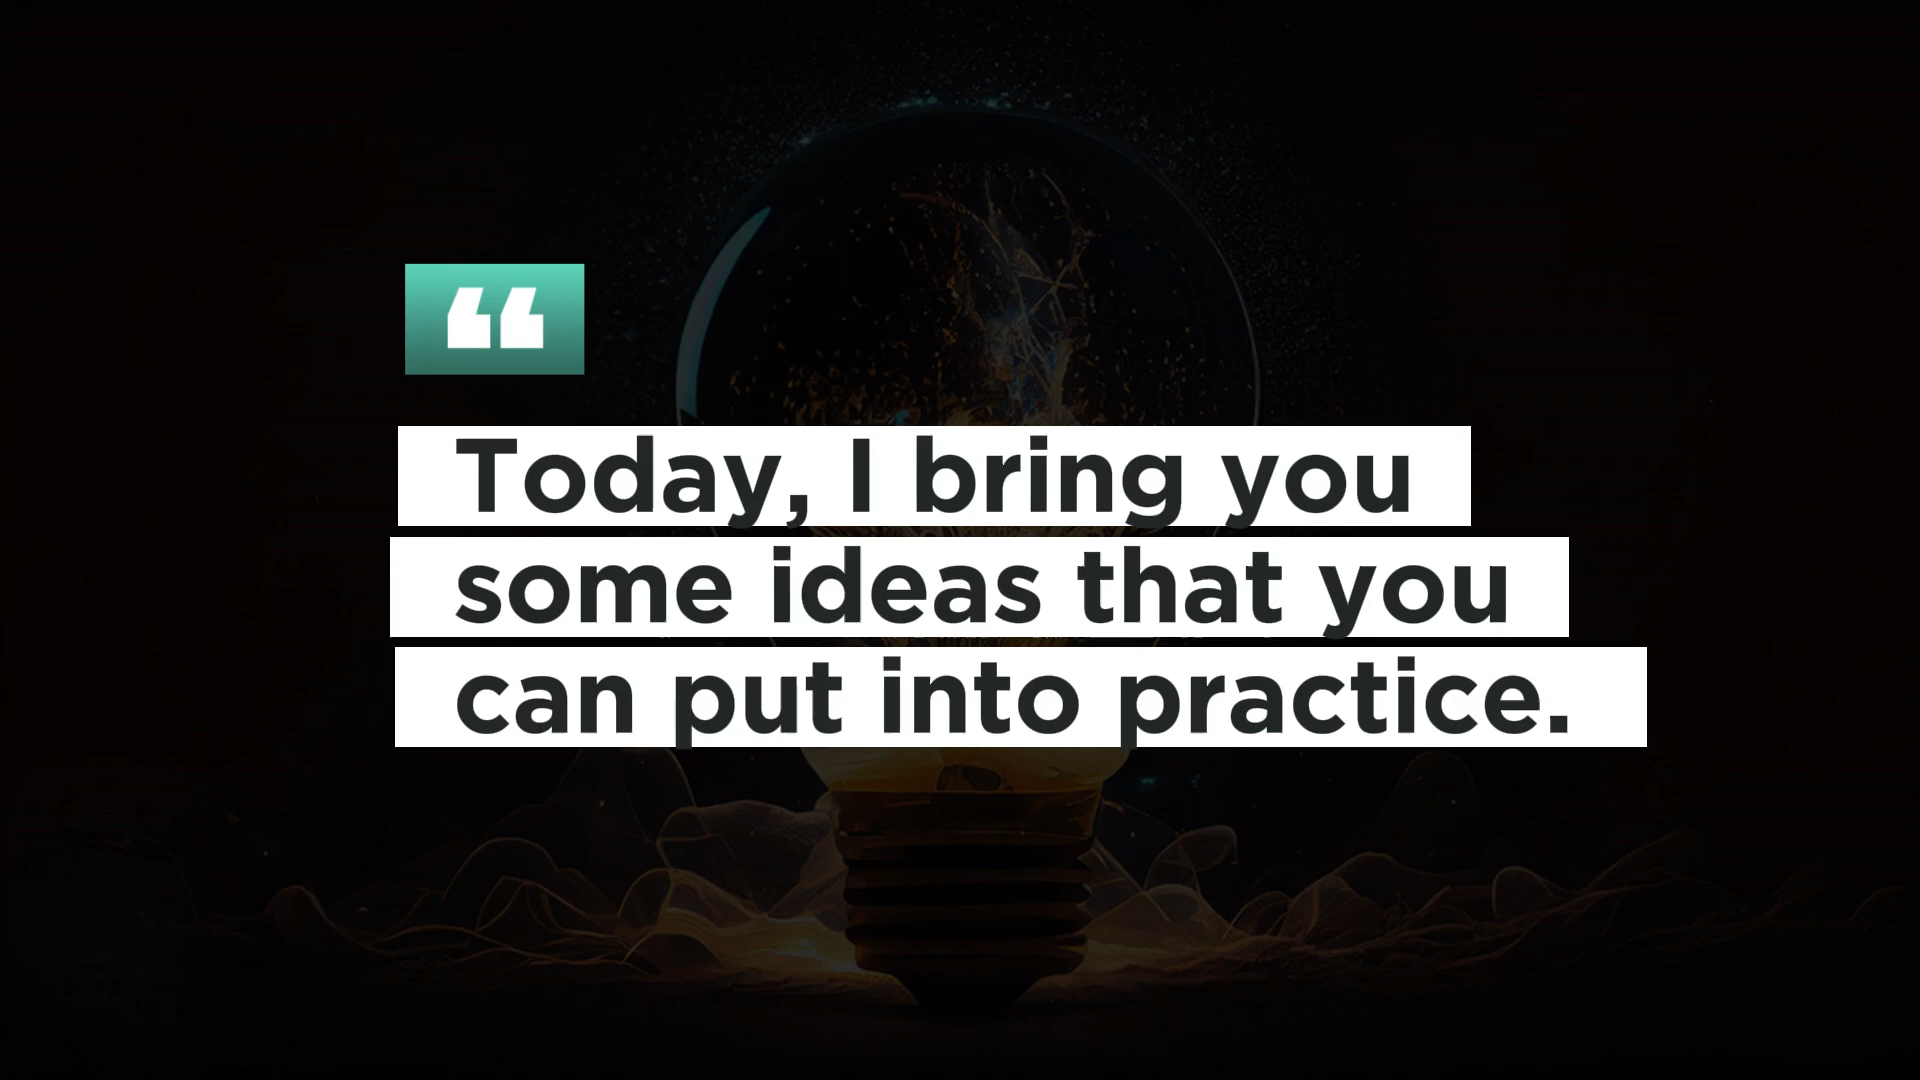 “
Today, I bring you
some ideas that you
can put into practice.